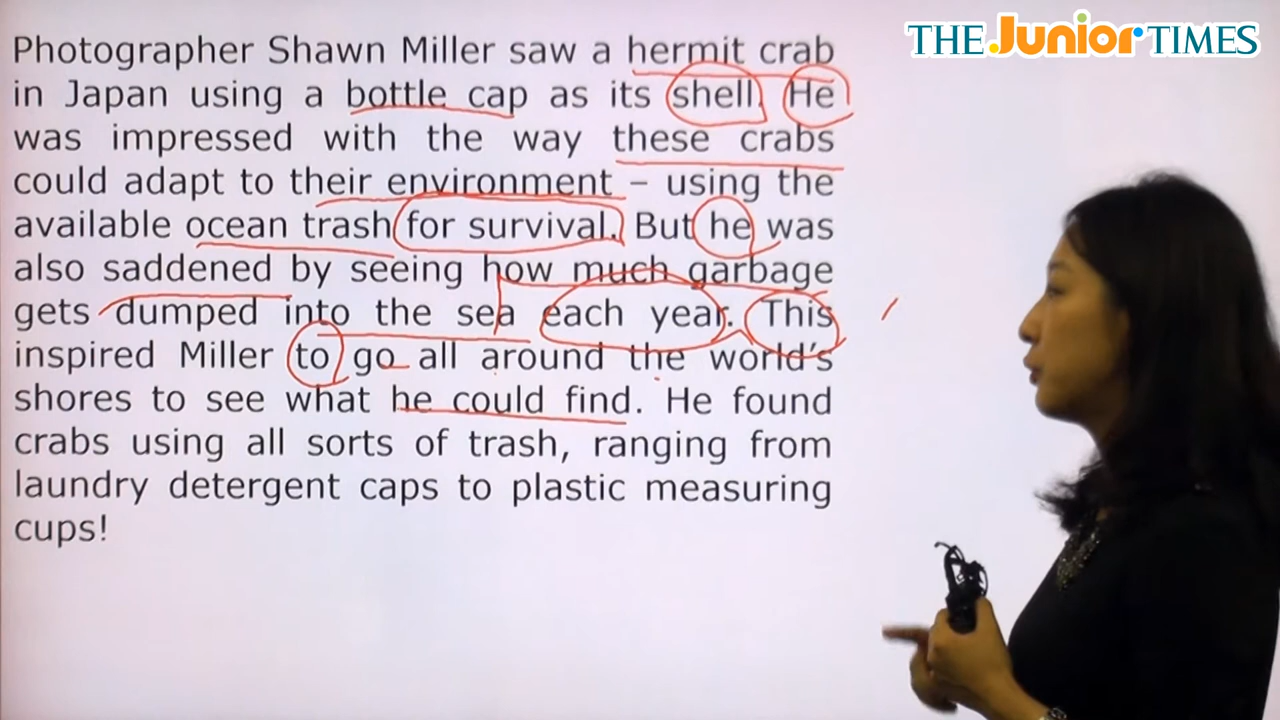 THE Junior TIMES
Photographer Shawn Miller saw a hermit crab
in Japan using a bottle cap as its shell. He
was impressed with the way these crabs
could adapt to their environment – using the
available ocean trash for survival. But he was
also saddened by seeing how much garbage
gets dumped into the sea each year. This
inspired Miller to go all around the world’s
shores to see what he could find. He found
crabs using all sorts of trash, ranging from
laundry detergent caps to plastic measuring
cups!